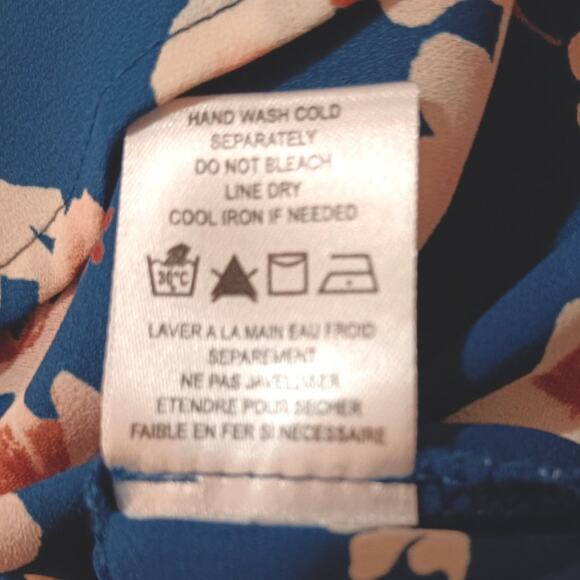 HAND WASH COLD
SEPARATELY
DO NOT BLEACH
LINE DRY
COOL IRON IF NEEDED
30°C
LAVER A LA MAIN EAU FROID
SEPAREMENT
NE PAS
ETENDRE POUR SECHER
FAIBLE EN FER SI NECESSAIRE